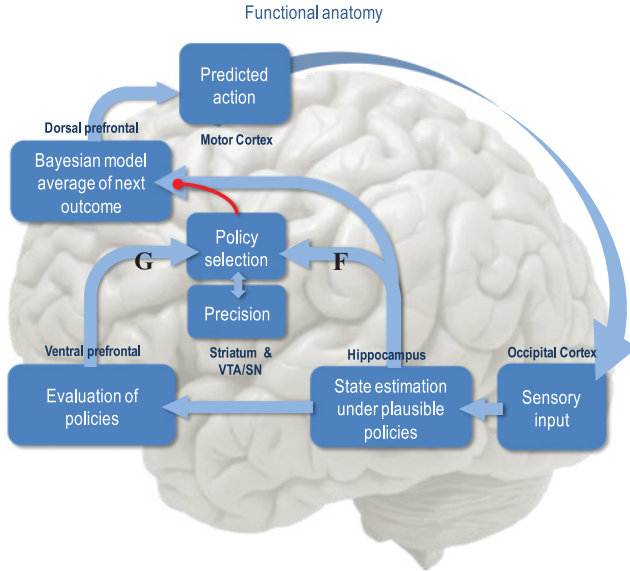 Functional anatomy
Predicted
action
Dorsal prefrontal
Motor Cortex
Bayesian model
average of next
outcome
Policy
selection
G
F
Precision
Ventral prefrontal
Striatum &
VTA/SN
Hippocampus
Occipital Cortex
Evaluation of
policies
State estimation
under plausible
policies
Sensory
input